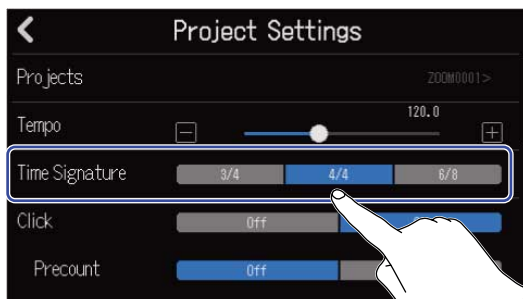 Project Settings
Projects ZOOM0001>
Tempo 120.0
Time Signature 3/4 4/4 6/8
Click Off
Precount Off